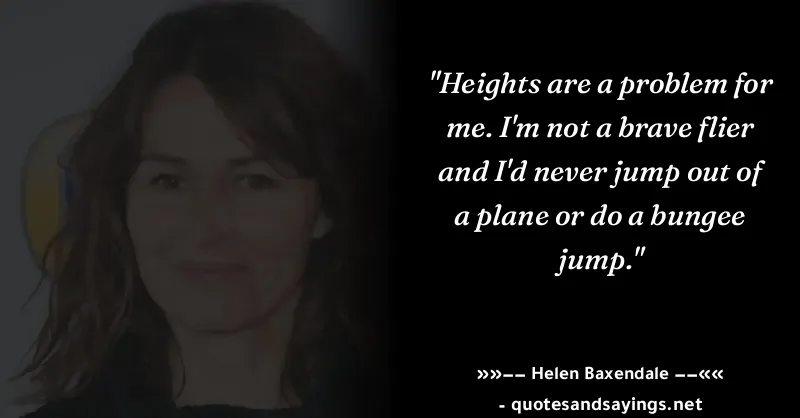 "Heights are a problem for
me. I'm not a brave flier
and I'd never jump out of
a plane or do a bungee
jump."
»»–– Helen Baxendale ––««
- quotesandsayings.net